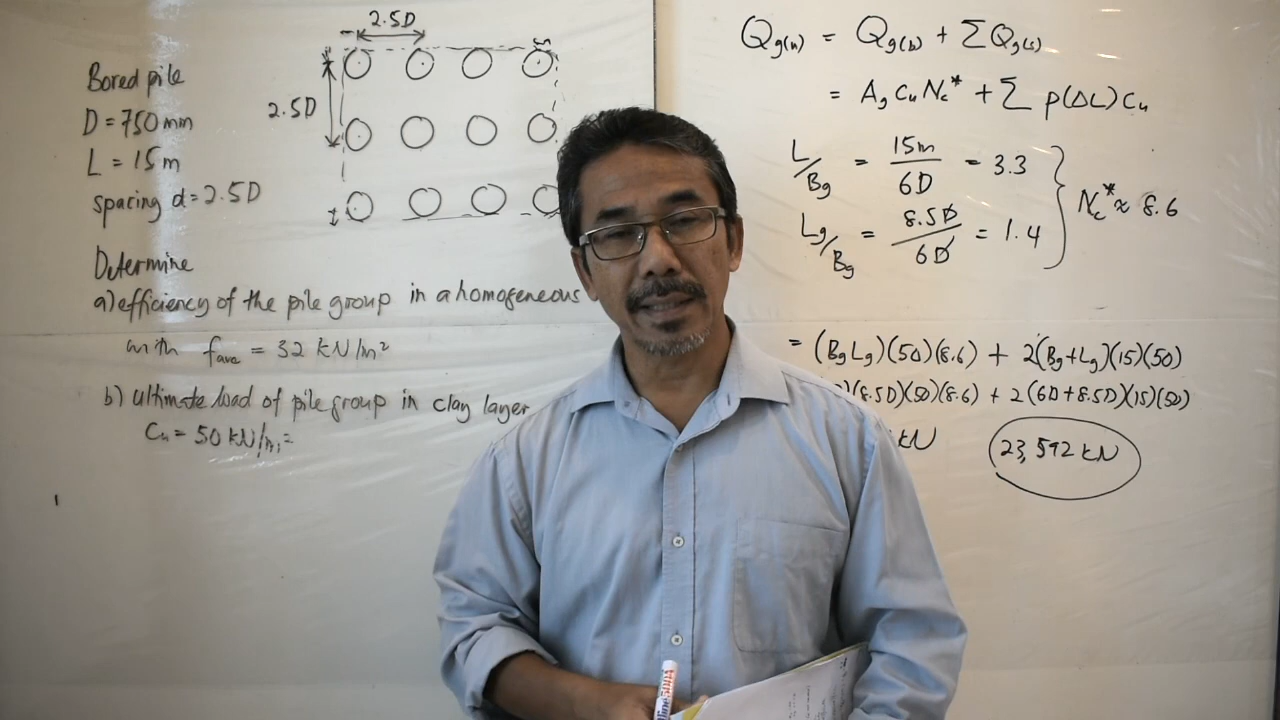 2.5D
2.5D
Bored pile
D = 750 mm
L = 15 m
spacing d = 2.5D
Determine
a) efficiency of the pile group in a homogeneous
with fave = 32 kN/m²
b) Ultimate load of pile group in clay layer
Cu = 50 kN/m²
Qg(u) = Qg(b) + ΣQg(s)
= Ag Cu Nc* + Σ p(ΔL) Cu
L/Bg = 15m/6D = 3.3
Lg/Bg = 8.5D/6D = 1.4
Nc* ≈ 8.6
= (Bg Lg)(50)(8.6) + 2(Bg+Lg)(15)(50)
)(8.5D)(50)(8.6) + 2(6D+8.5D)(15)(50)
kN
23,592 kN